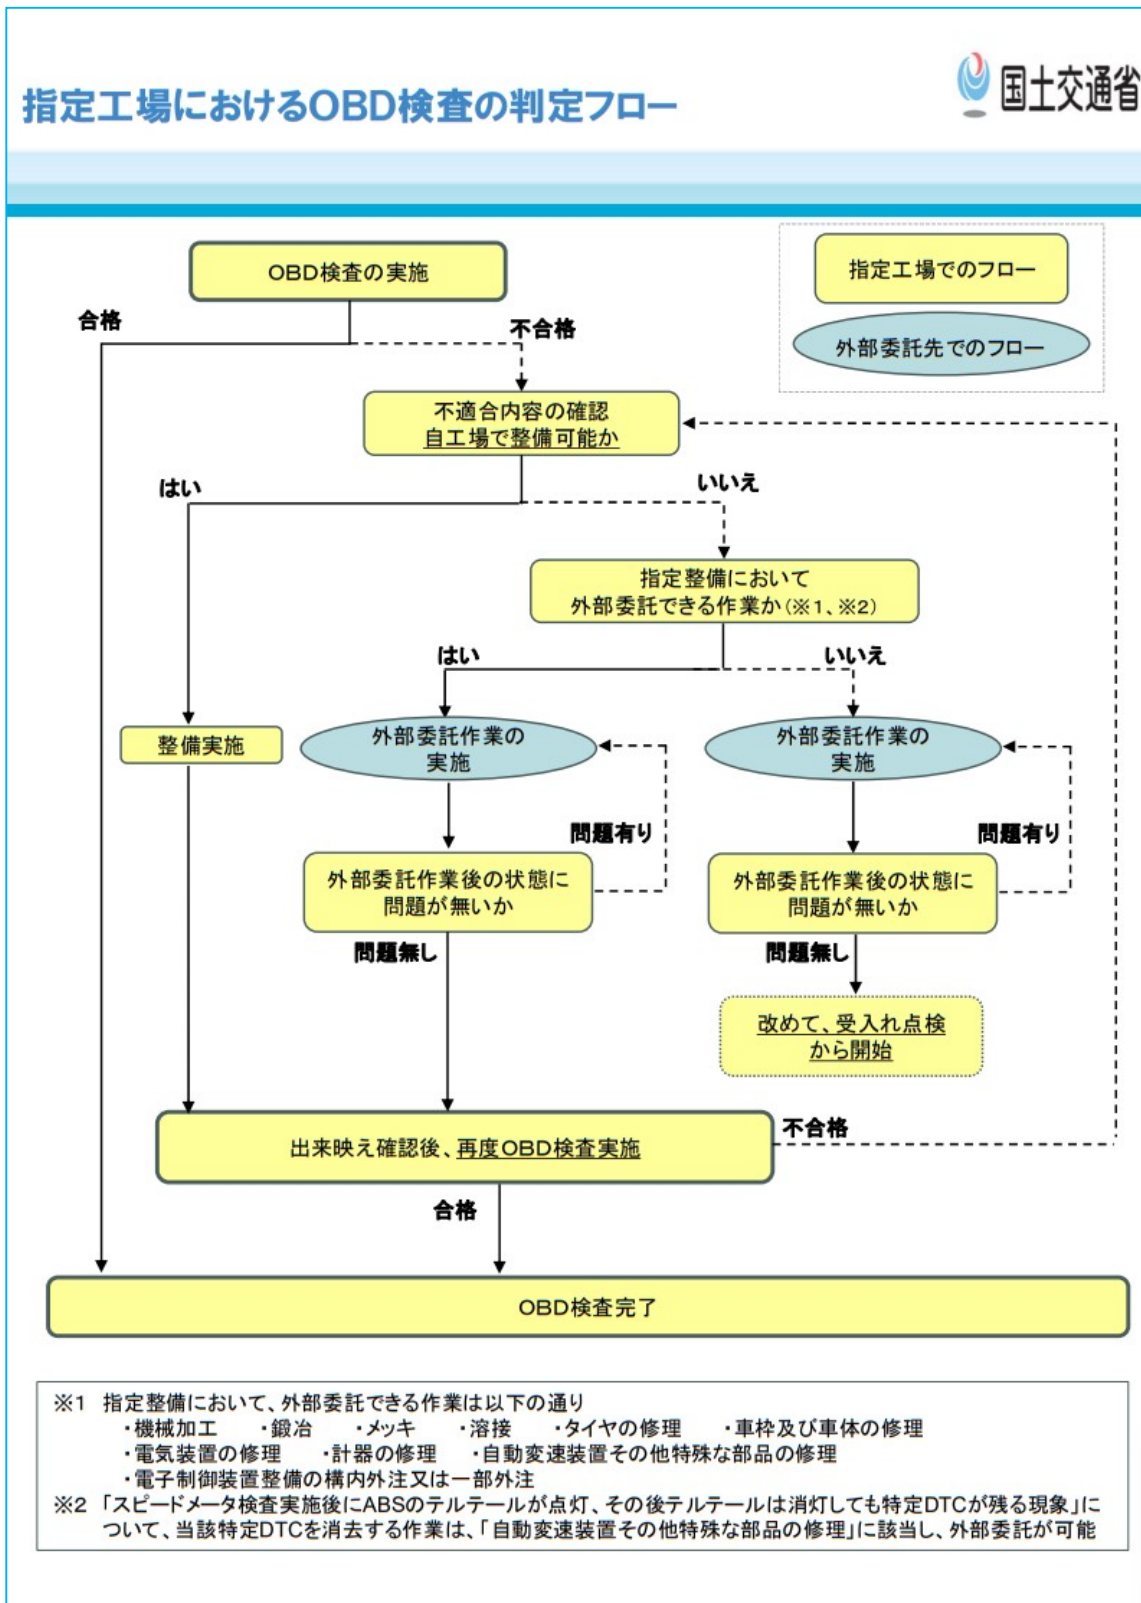 指定工場におけるOBD検査の判定フロー
国土交通省
OBD検査の実施
指定工場でのフロー
外部委託先でのフロー
合格
不合格
不適合内容の確認
自工場で整備可能か
はい
いいえ
指定整備において
外部委託できる作業か(※1、※2)
はい
いいえ
整備実施
外部委託作業の
実施
外部委託作業の
実施
問題有り
問題有り
外部委託作業後の状態に
問題が無いか
外部委託作業後の状態に
問題が無いか
問題無し
問題無し
改めて、受入れ点検
から開始
出来映え確認後、再度OBD検査実施
不合格
合格
OBD検査完了
※1 指定整備において、外部委託できる作業は以下の通り
・機械加工 ・鍛冶 ・メッキ ・溶接 ・タイヤの修理 ・車枠及び車体の修理
・電気装置の修理 ・計器の修理 ・自動変速装置その他特殊な部品の修理
・電子制御装置整備の構内外注又は一部外注
※2 「スピードメータ検査実施後にABSのテルテールが点灯、その後テルテールは消灯しても特定DTCが残る現象」に
ついて、当該特定DTCを消去する作業は、「自動変速装置その他特殊な部品の修理」に該当し、外部委託が可能